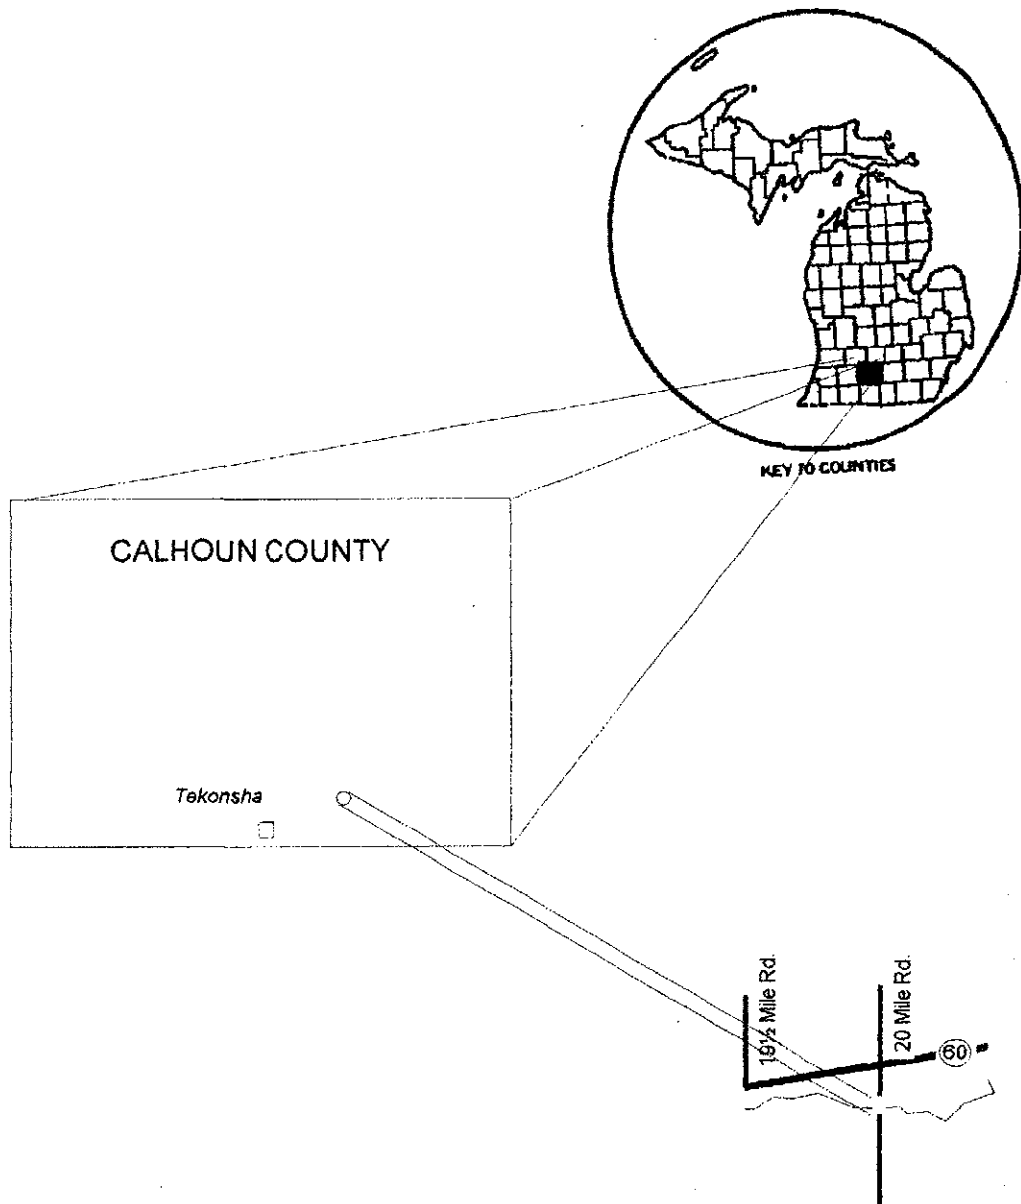 KEY TO COUNTIES
CALHOUN COUNTY
Tekonsha
19½ Mile Rd.
20 Mile Rd.
60